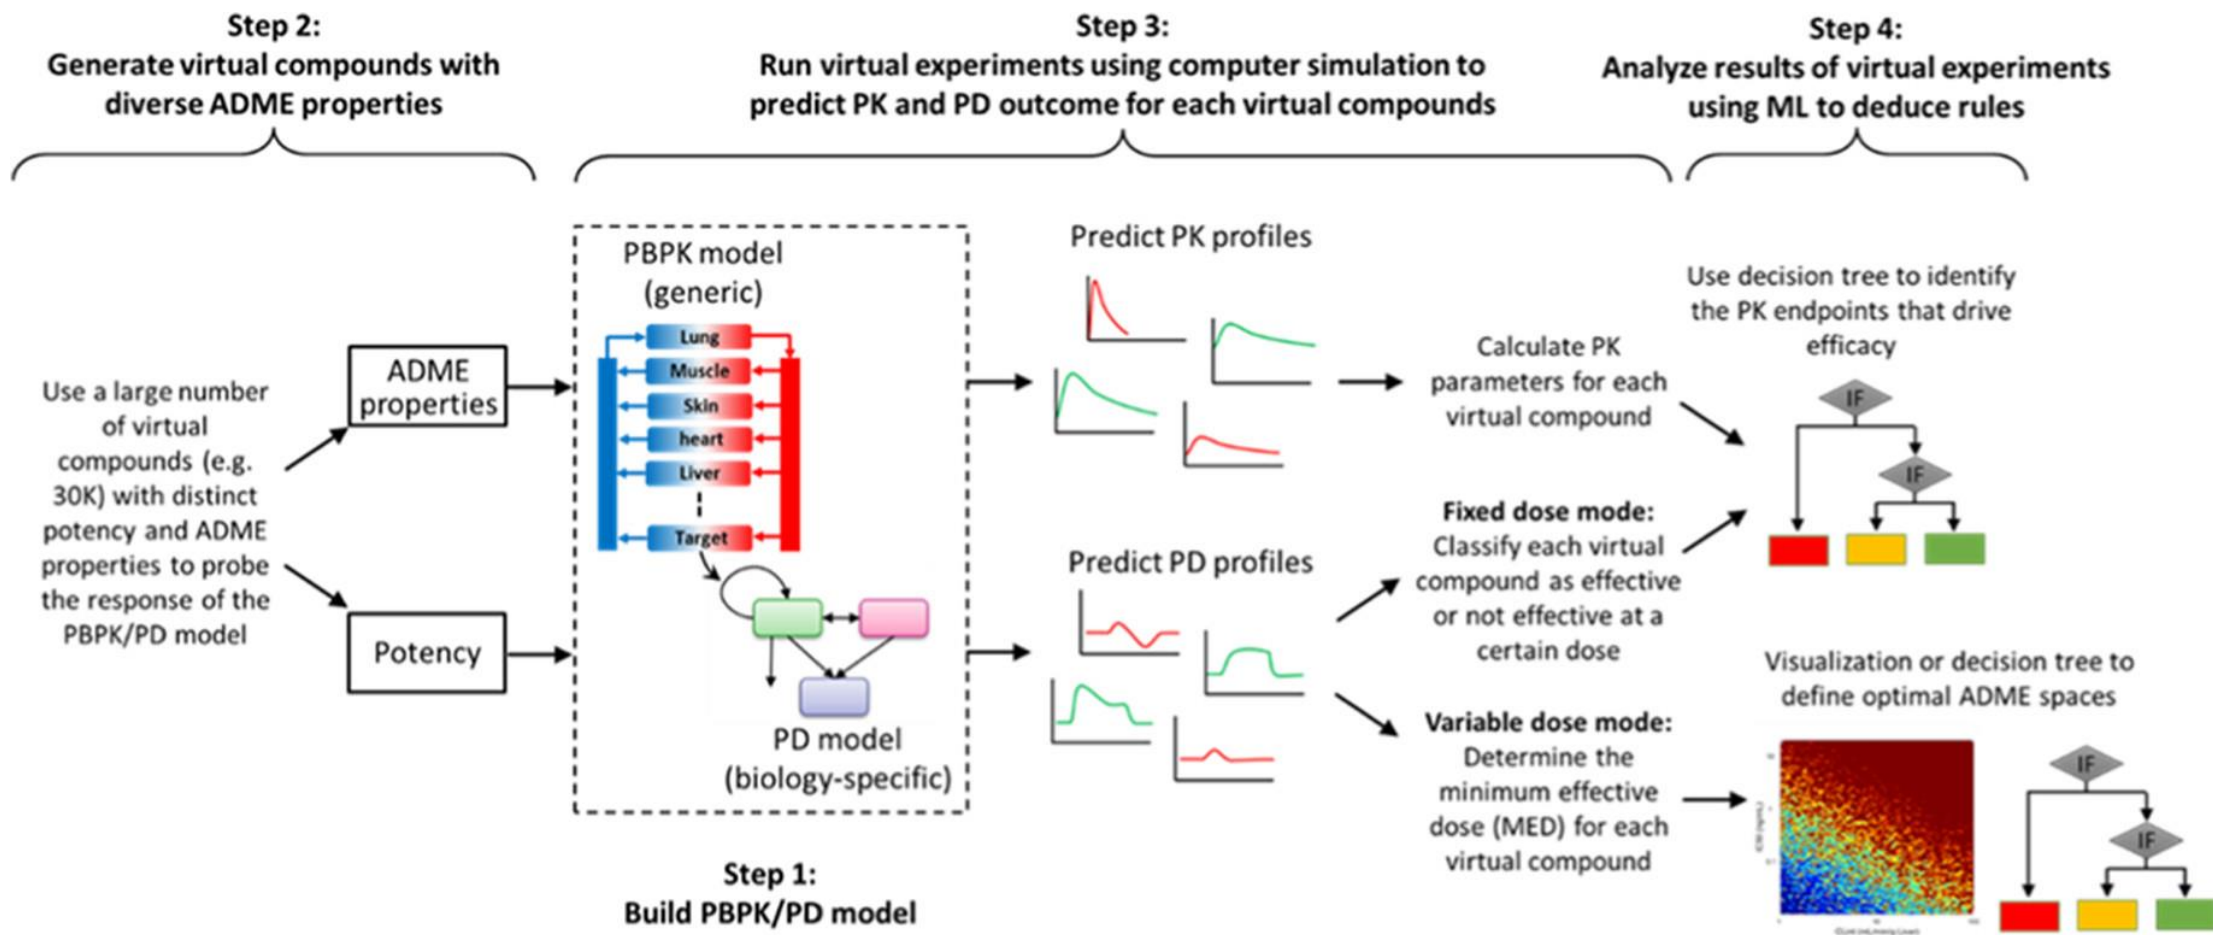 Step 2:
Generate virtual compounds with
diverse ADME properties
Step 3:
Run virtual experiments using computer simulation to
predict PK and PD outcome for each virtual compounds
Step 4:
Analyze results of virtual experiments
using ML to deduce rules
Use a large number
of virtual
compounds (e.g.
30K) with distinct
potency and ADME
properties to probe
the response of the
PBPK/PD model
ADME
properties
Potency
PBPK model
(generic)
Lung
Muscle
Skin
heart
Liver
Target
PD model
(biology-specific)
Step 1:
Build PBPK/PD model
Predict PK profiles
Predict PD profiles
Calculate PK
parameters for each
virtual compound
Fixed dose mode:
Classify each virtual
compound as effective
or not effective at a
certain dose
Variable dose mode:
Determine the
minimum effective
dose (MED) for each
virtual compound
Use decision tree to identify
the PK endpoints that drive
efficacy
IF
IF
Visualization or decision tree to
define optimal ADME spaces
IF
IF